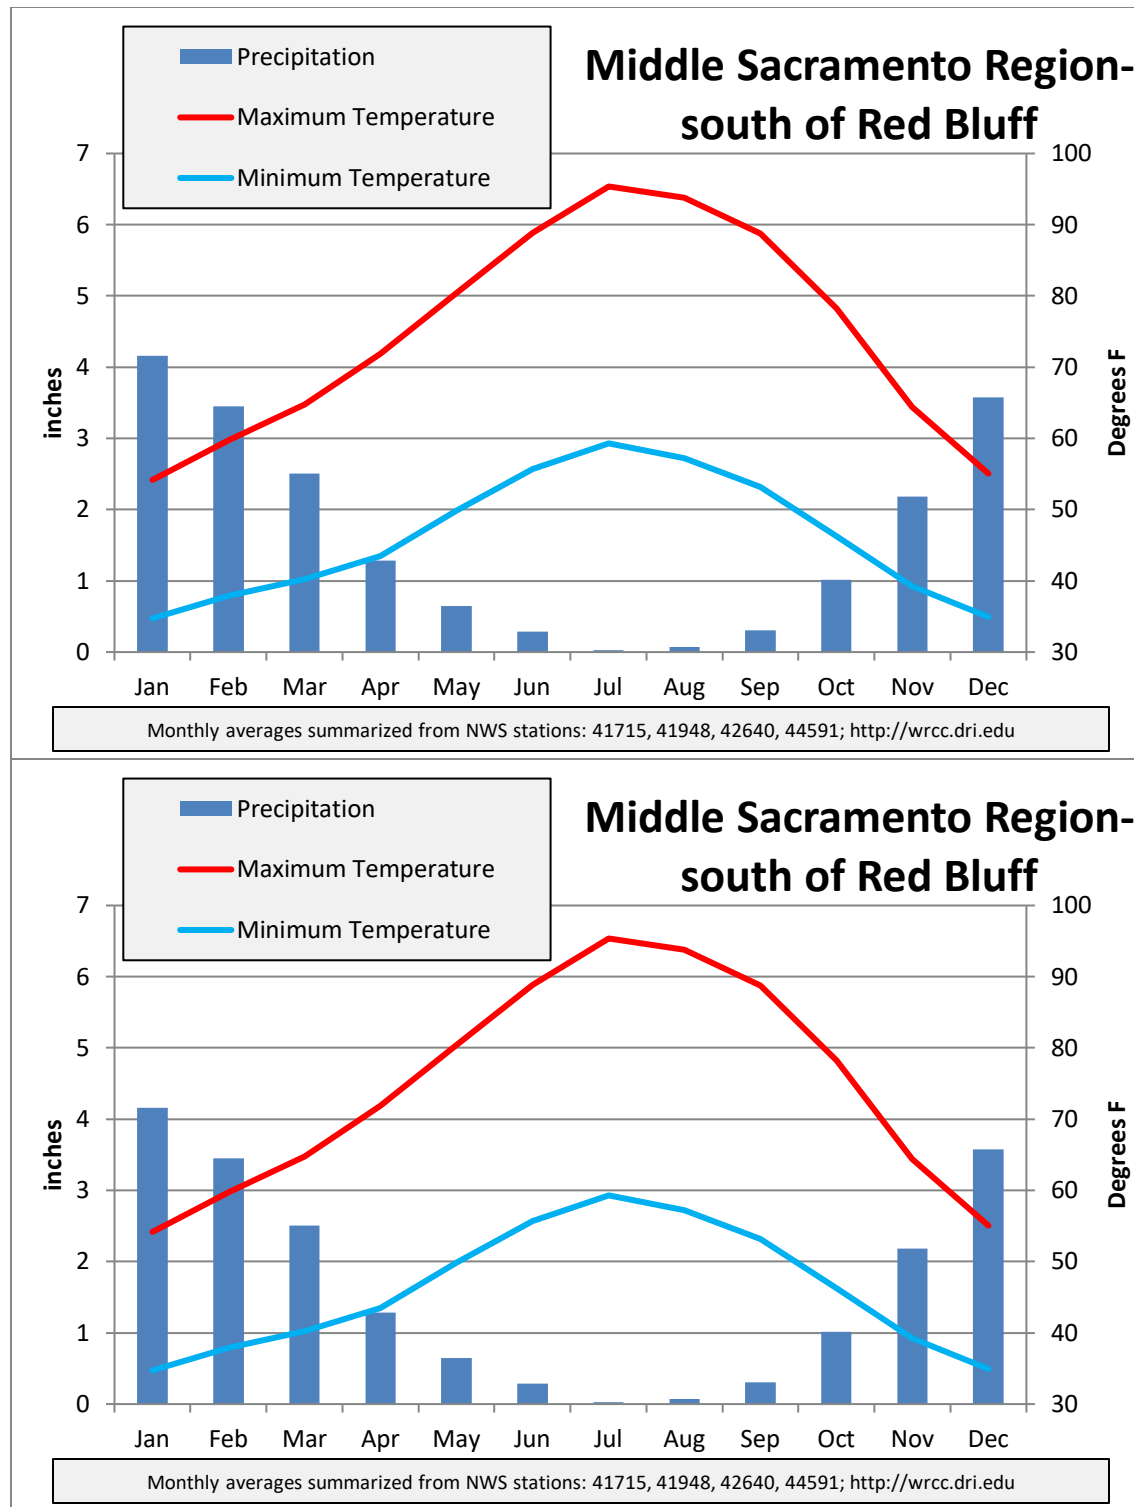 Precipitation
Maximum Temperature
Minimum Temperature
Middle Sacramento Region-
south of Red Bluff
7
6
5
4
3
2
1
0
inches
100
90
80
70
60
50
40
30
Degrees F
Jan Feb Mar Apr May Jun Jul Aug Sep Oct Nov Dec
Monthly averages summarized from NWS stations: 41715, 41948, 42640, 44591; http://wrcc.dri.edu
Precipitation
Maximum Temperature
Minimum Temperature
Middle Sacramento Region-
south of Red Bluff
7
6
5
4
3
2
1
0
inches
100
90
80
70
60
50
40
30
Degrees F
Jan Feb Mar Apr May Jun Jul Aug Sep Oct Nov Dec
Monthly averages summarized from NWS stations: 41715, 41948, 42640, 44591; http://wrcc.dri.edu